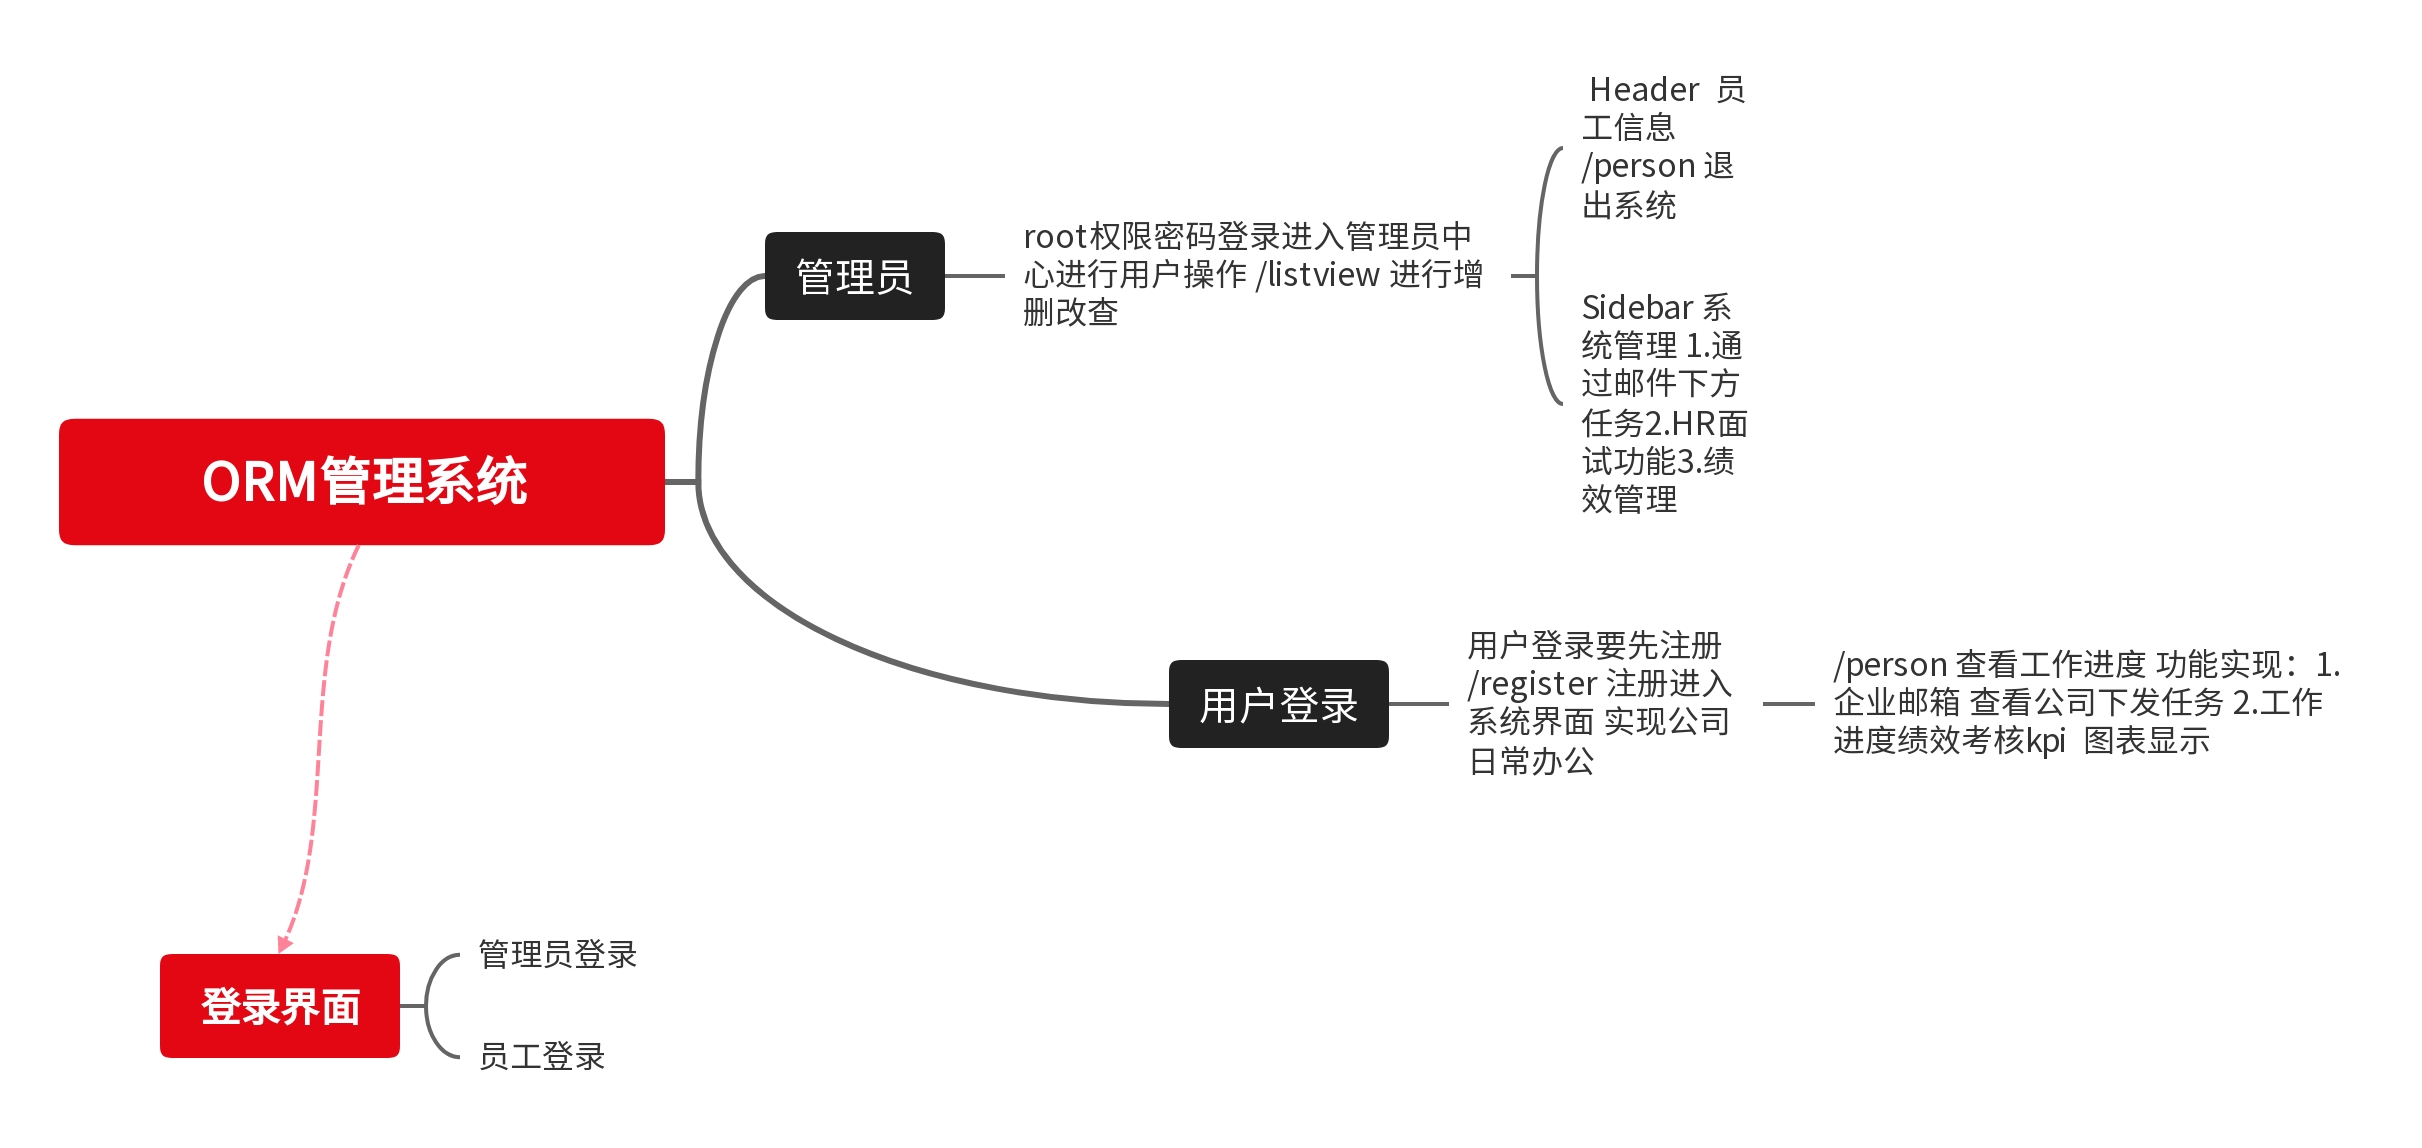 Header  员
工信息
/person 退
出系统
root权限密码登录进入管理员中
心进行用户操作 /listview 进行增
删改查
管理员
Sidebar 系
统管理 1.通
过邮件下方
任务2.HR面
试功能3.绩
效管理
ORM管理系统
用户登录
用户登录要先注册
/register 注册进入
系统界面 实现公司
日常办公
/person 查看工作进度 功能实现：1.
企业邮箱 查看公司下发任务 2.工作
进度绩效考核kpi  图表显示
登录界面
管理员登录
员工登录